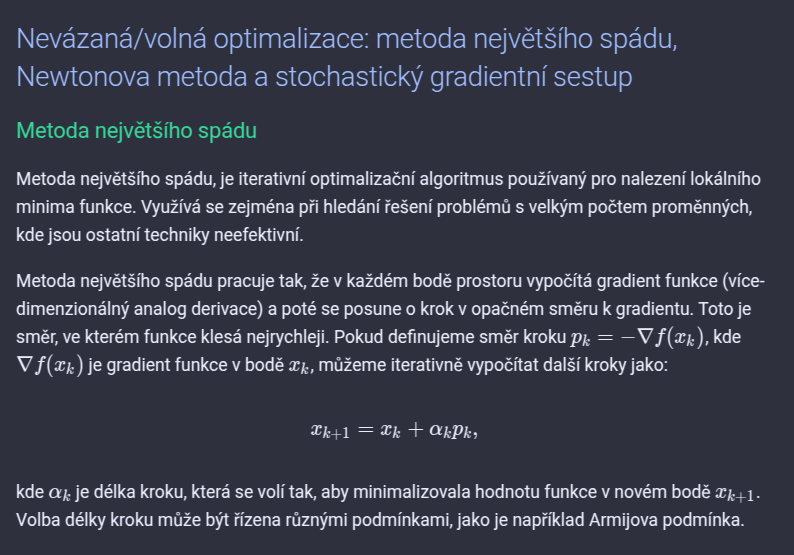 Nevázaná/volná optimalizace: metoda největšího spádu,
Newtonova metoda a stochastický gradientní sestup
Metoda největšího spádu
Metoda největšího spádu, je iterativní optimalizační algoritmus používaný pro nalezení lokálního
minima funkce. Využívá se zejména při hledání řešení problémů s velkým počtem proměnných,
kde jsou ostatní techniky neefektivní.
Metoda největšího spádu pracuje tak, že v každém bodě prostoru vypočítá gradient funkce (více-
dimenzionálný analog derivace) a poté se posune o krok v opačném směru k gradientu. Toto je
směr, ve kterém funkce klesá nejrychleji. Pokud definujeme směr kroku p_k = −∇f(x_k), kde
∇f(x_k) je gradient funkce v bodě x_k, můžeme iterativně vypočítat další kroky jako:
x_{k+1} = x_k + α_k p_k,
kde α_k je délka kroku, která se volí tak, aby minimalizovala hodnotu funkce v novém bodě x_{k+1}.
Volba délky kroku může být řízena různými podmínkami, jako je například Armijova podmínka.